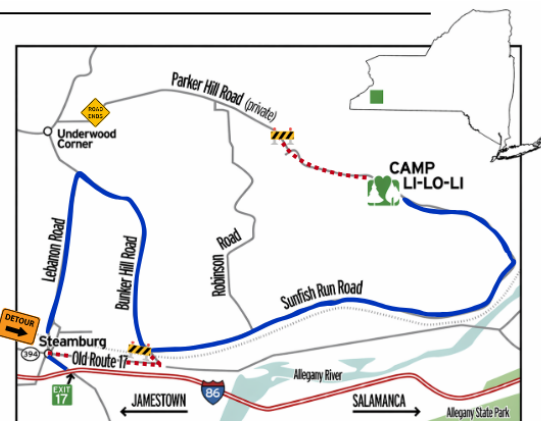 Parker Hill Road (private)
ROAD
ENDS
Underwood
Corner
CAMP
LI-LO-LI
Lebanon Road
Bunker Hill Road
Robinson Road
Sunfish Run Road
DETOUR
Steamburg
394
Old Route 17
EXIT
17
86
Allegany River
JAMESTOWN
SALAMANCA
Allegany State Park